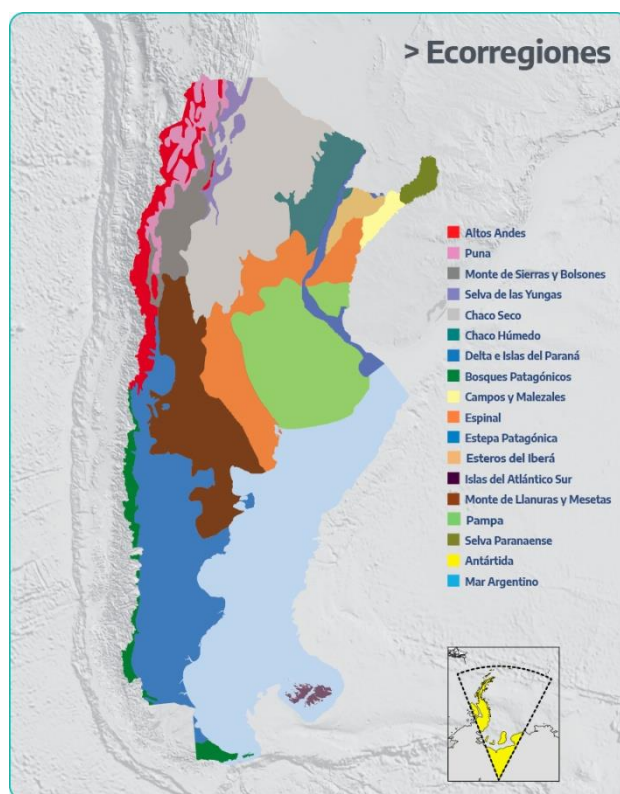 > Ecorregiones
Altos Andes
Puna
Monte de Sierras y Bolsones
Selva de las Yungas
Chaco Seco
Chaco Húmedo
Delta e Islas del Paraná
Bosques Patagónicos
Campos y Malezales
Espinal
Estepa Patagónica
Esteros del Iberá
Islas del Atlántico Sur
Monte de Llanuras y Mesetas
Pampa
Selva Paranaense
Antártida
Mar Argentino